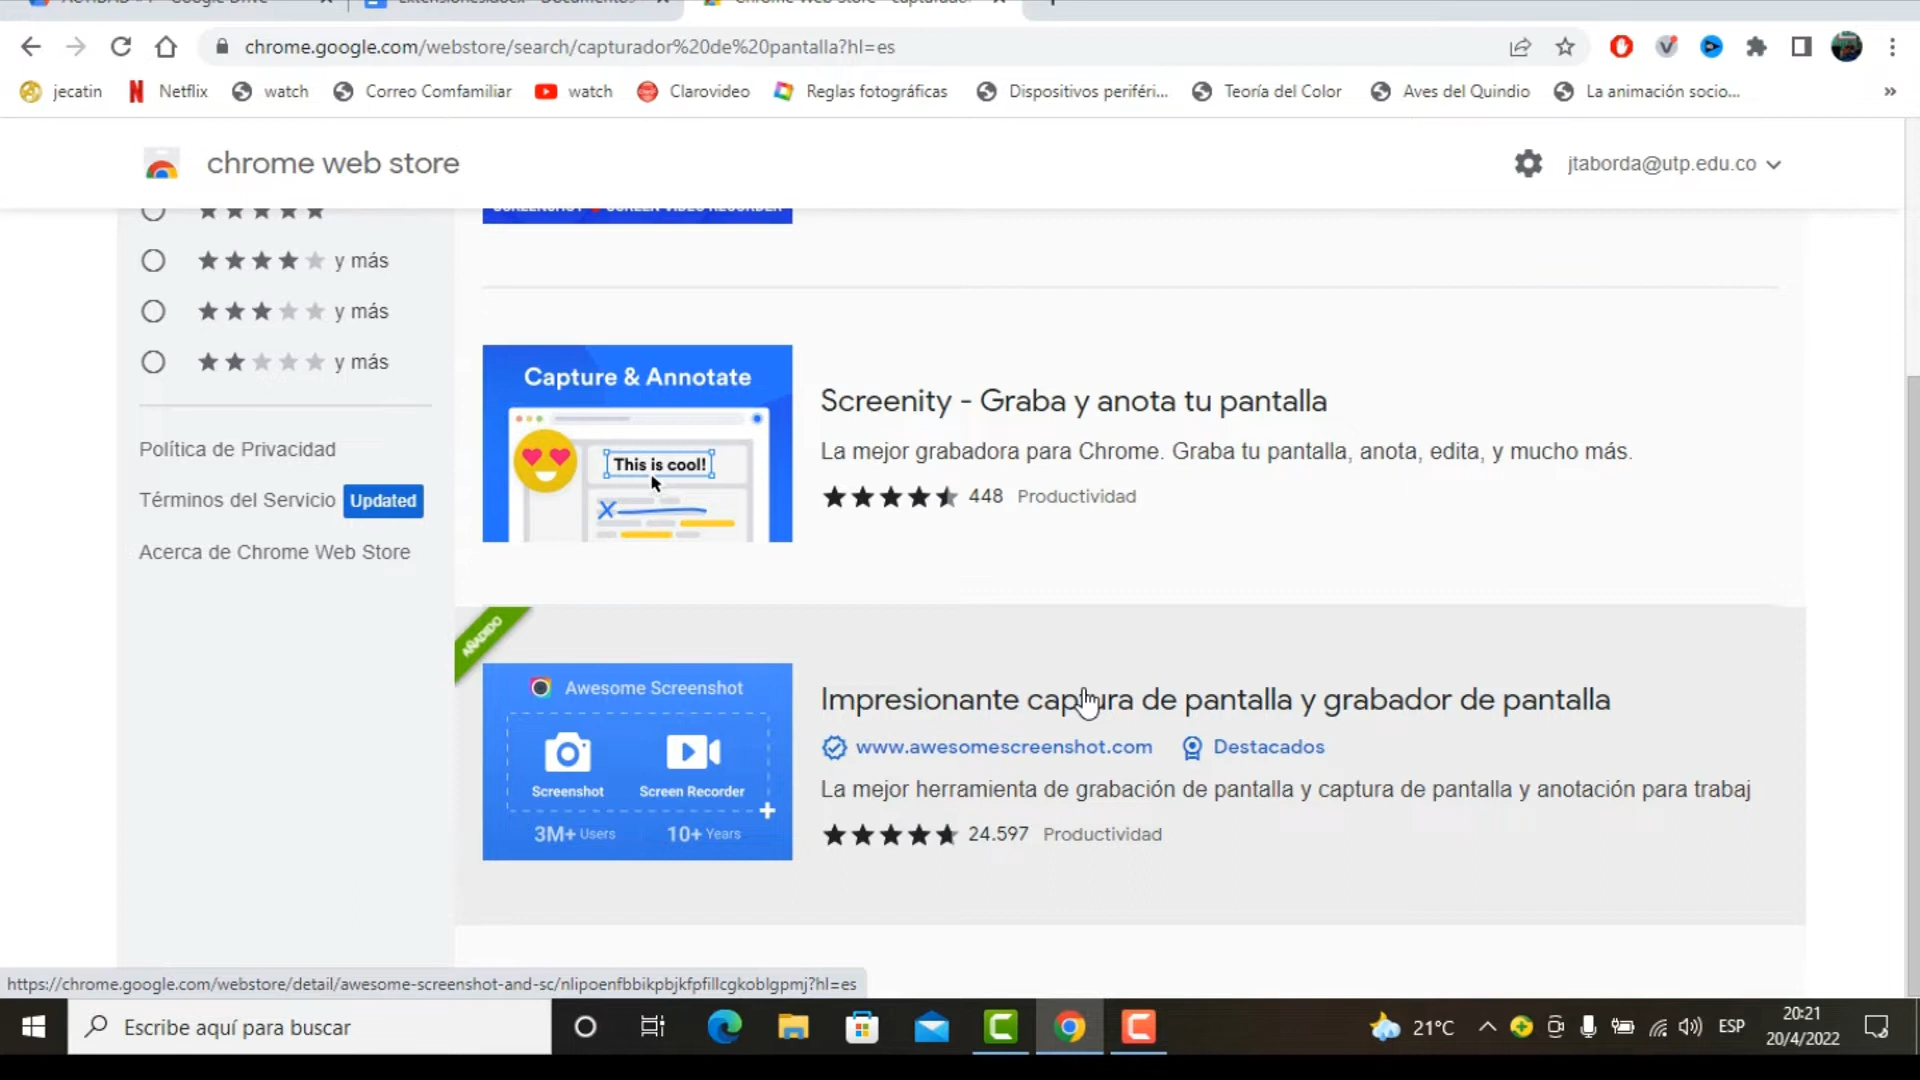 chrome.google.com/webstore/search/capturador%20de%20pantalla?hl=es
jecatin
Netflix
watch
Correo Comfamiliar
watch
Clarovideo
Reglas fotográficas
Dispositivos periféri...
Teoría del Color
Aves del Quindio
La animación socio...
»
chrome web store
jtaborda@utp.edu.co
y más
y más
y más
Política de Privacidad
Términos del Servicio Updated
Acerca de Chrome Web Store
Capture & Annotate
This is cool!
Screenity - Graba y anota tu pantalla
La mejor grabadora para Chrome. Graba tu pantalla, anota, edita, y mucho más.
448 Productividad
AÑADIDO
Awesome Screenshot
Screenshot
Screen Recorder
3M+ Users
10+ Years
Impresionante captura de pantalla y grabador de pantalla
www.awesomescreenshot.com Destacados
La mejor herramienta de grabación de pantalla y captura de pantalla y anotación para trabaj
24.597 Productividad
https://chrome.google.com/webstore/detail/awesome-screenshot-and-sc/nlipoenfbbikpbjkfpfillcgkoblgpmj?hl=es
Escribe aquí para buscar
21°C
ESP
20:21
20/4/2022